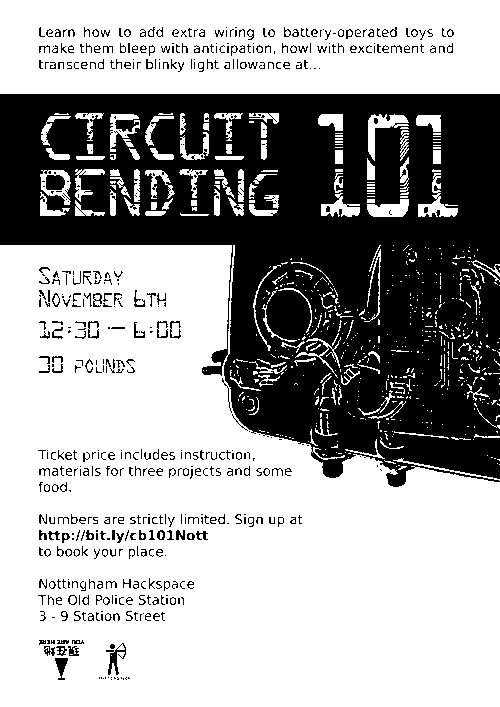 Learn how to add extra wiring to battery-operated toys to
make them bleep with anticipation, howl with excitement and
transcend their blinky light allowance at...
CIRCUIT
BENDING
101
SATURDAY
NOVEMBER 6TH
12:30 — 6:00
30 POUNDS
Ticket price includes instruction,
materials for three projects and some
food.
Numbers are strictly limited. Sign up at
http://bit.ly/cb101Nott
to book your place.
Nottingham Hackspace
The Old Police Station
3 - 9 Station Street
YOU ARE HERE